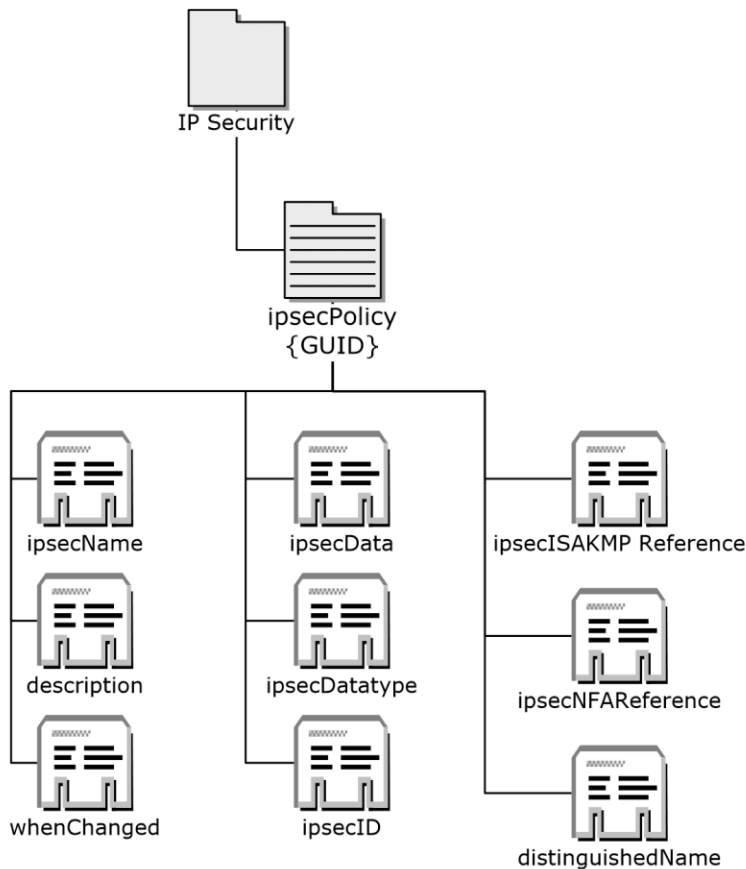 IP Security
ipsecPolicy
{GUID}
ipsecName
ipsecData
ipsecISAKMP Reference
description
ipsecDatatype
ipsecNFAReference
whenChanged
ipsecID
distinguishedName